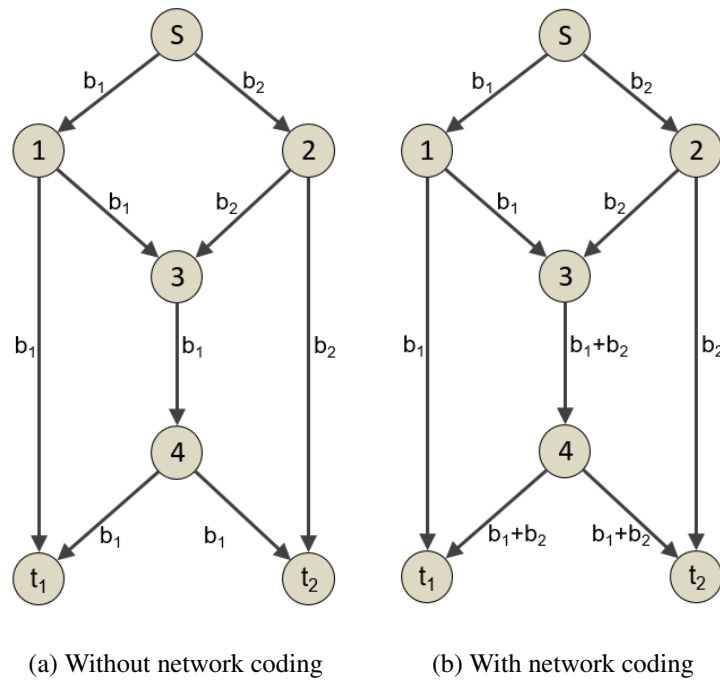 S S
b₁ b₂ b₁ b₂
1 2 1 2
b₁ b₂ b₁ b₂
3 3
b₁ b₁ b₂ b₁ b₁+b₂ b₂
4 4
b₁ b₁ b₁+b₂ b₁+b₂
t₁ t₂ t₁ t₂
(a) Without network coding (b) With network coding